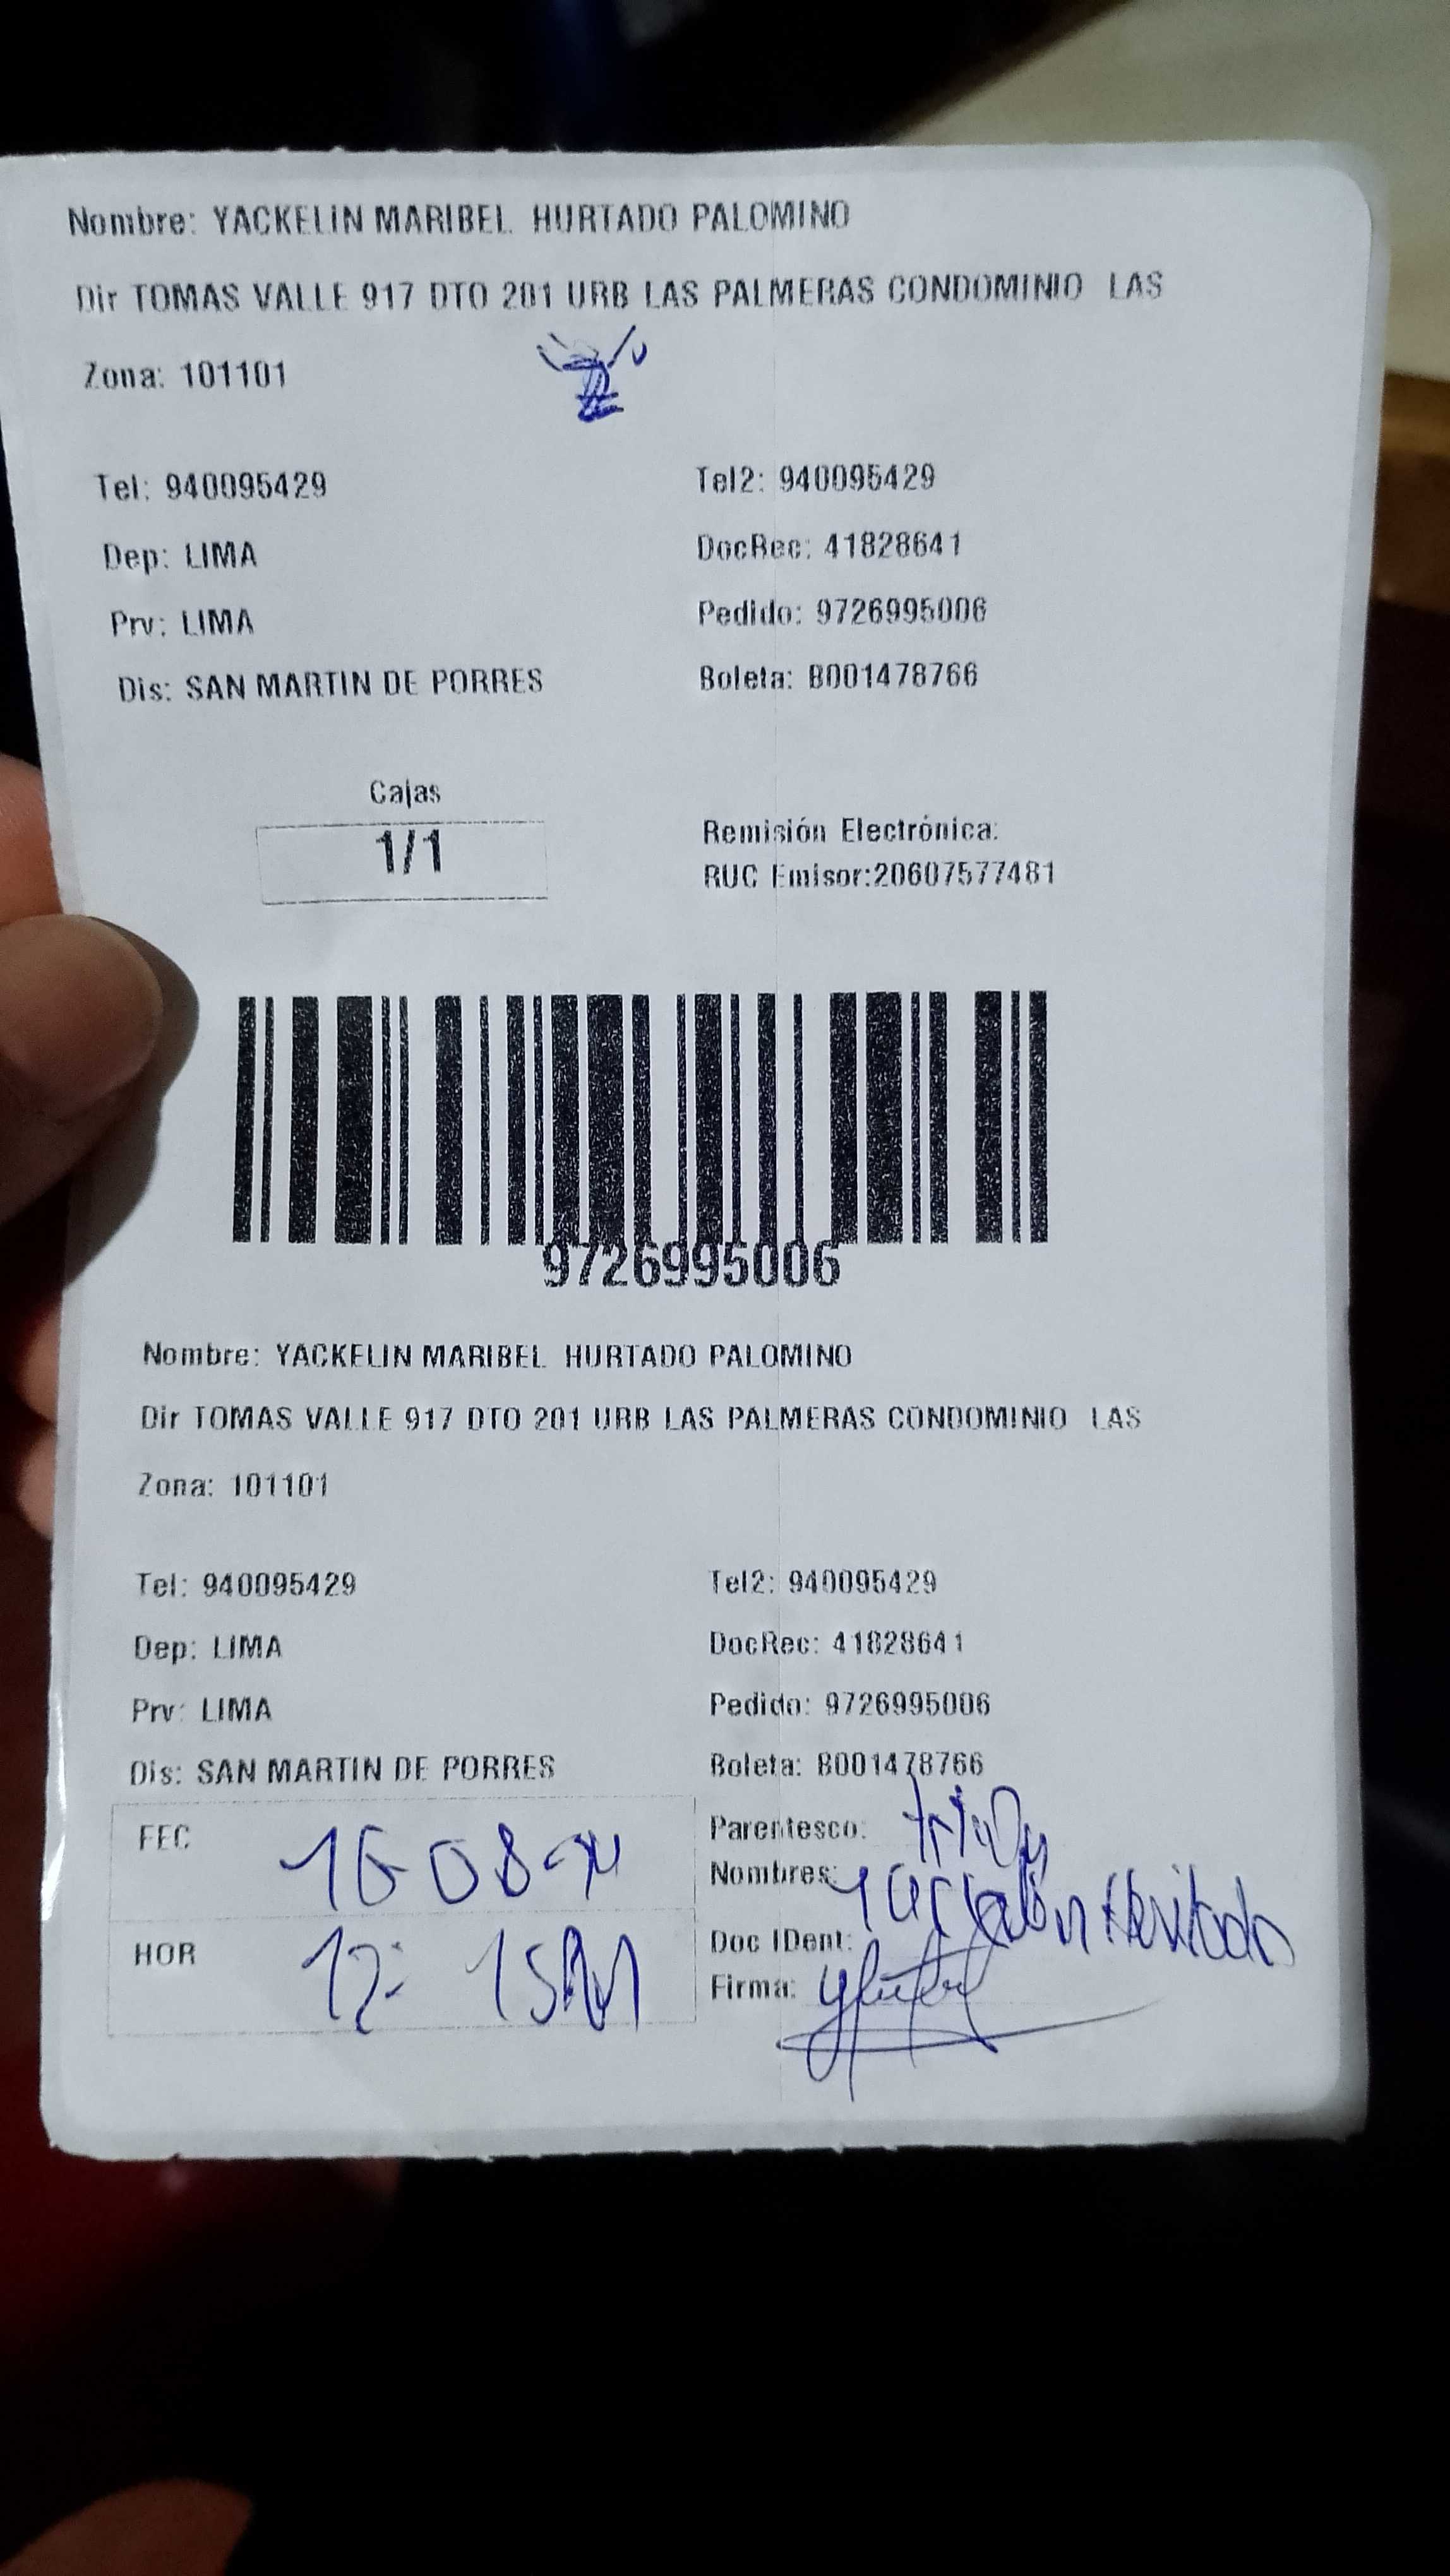 Nombre: YACKELIN MARIBEL HURTADO PALOMINO
Dir TOMAS VALLE 917 DTO 201 URB LAS PALMERAS CONDOMINIO LAS
Zona: 101101
Tel: 940095429 Tel2: 940095429
Dep: LIMA DocRec: 41828641
Prv: LIMA Pedido: 9726995006
Dis: SAN MARTIN DE PORRES Boleta: B001478766
Cajas
1/1
Remisión Electrónica:
RUC Emisor:20607577481
9726995006
Nombre: YACKELIN MARIBEL HURTADO PALOMINO
Dir TOMAS VALLE 917 DTO 201 URB LAS PALMERAS CONDOMINIO LAS
Zona: 101101
Tel: 940095429 Tel2: 940095429
Dep: LIMA DocRec: 41828641
Prv: LIMA Pedido: 9726995006
Dis: SAN MARTIN DE PORRES Boleta: B001478766
FEC 16-08- Parentesco:
Nombres: Yackelin Hurtado
HOR Doc IDent:
Firma: